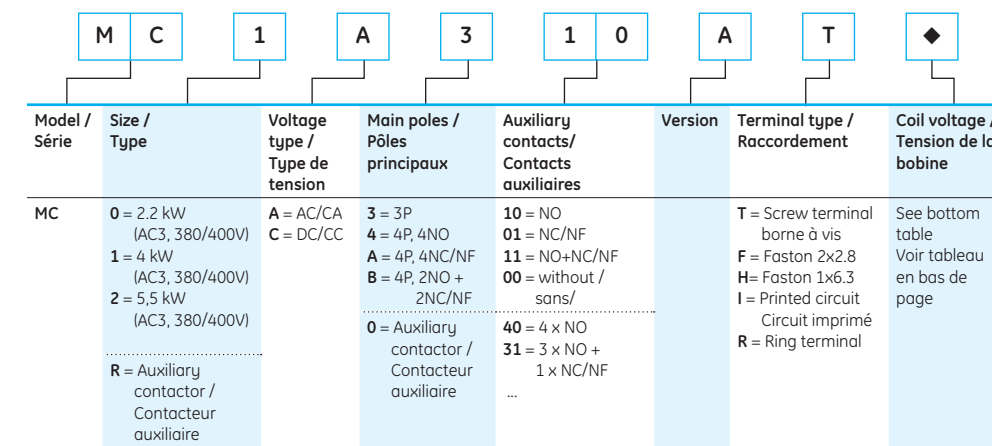 M C 1 A 3 1 0 A T ◆
Model /
Série
Size /
Type
Voltage
type /
Type de
tension
Main poles /
Pôles
principaux
Auxiliary
contacts/
Contacts
auxiliaires
Version
Terminal type /
Raccordement
Coil voltage /
Tension de la
bobine
MC
0 = 2.2 kW
(AC3, 380/400V)
1 = 4 kW
(AC3, 380/400V)
2 = 5,5 kW
(AC3, 380/400V)
R = Auxiliary
contactor /
Contacteur
auxiliaire
A = AC/CA
C = DC/CC
3 = 3P
4 = 4P, 4NO
A = 4P, 4NC/NF
B = 4P, 2NO +
2NC/NF
0 = Auxiliary
contactor /
Contacteur
auxiliaire
10 = NO
01 = NC/NF
11 = NO+NC/NF
00 = without /
sans/
40 = 4 x NO
31 = 3 x NO +
1 x NC/NF
...
T = Screw terminal
borne à vis
F = Faston 2x2.8
H= Faston 1x6.3
I = Printed circuit
Circuit imprimé
R = Ring terminal
See bottom
table
Voir tableau
en bas de
page